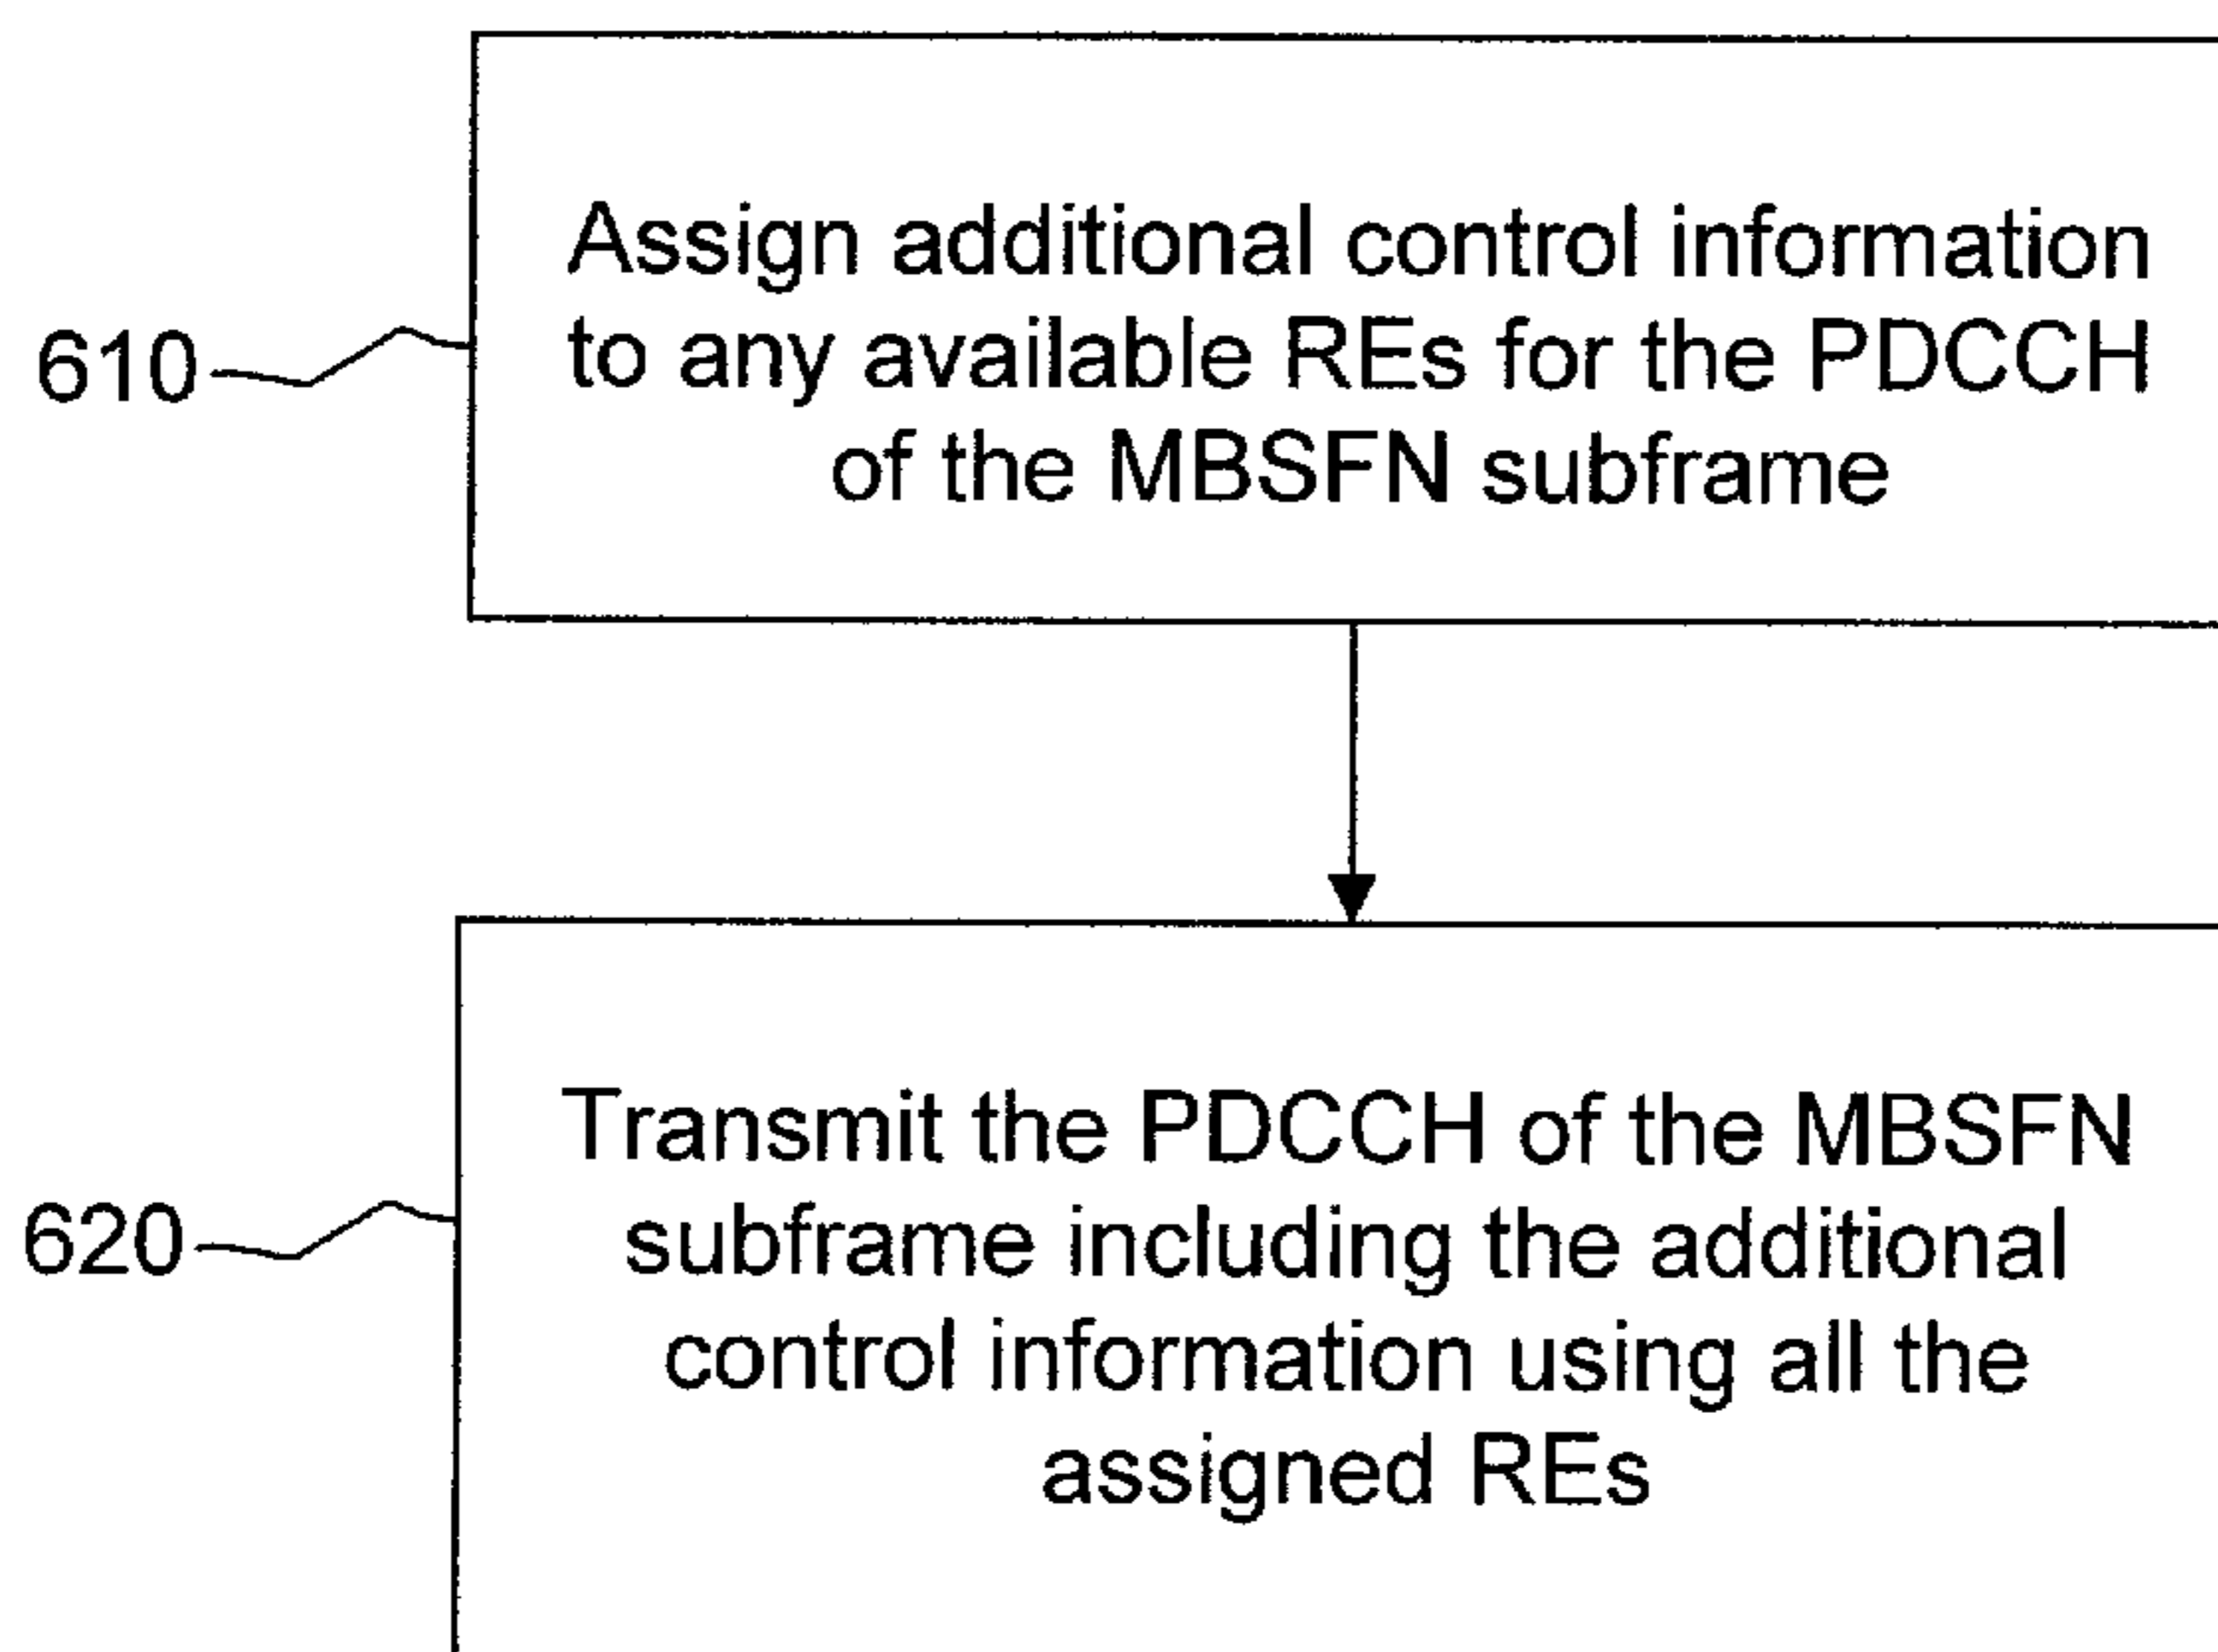 Assign additional control information
610 to any available REs for the PDCCH
of the MBSFN subframe
Transmit the PDCCH of the MBSFN
620 subframe including the additional
control information using all the
assigned REs